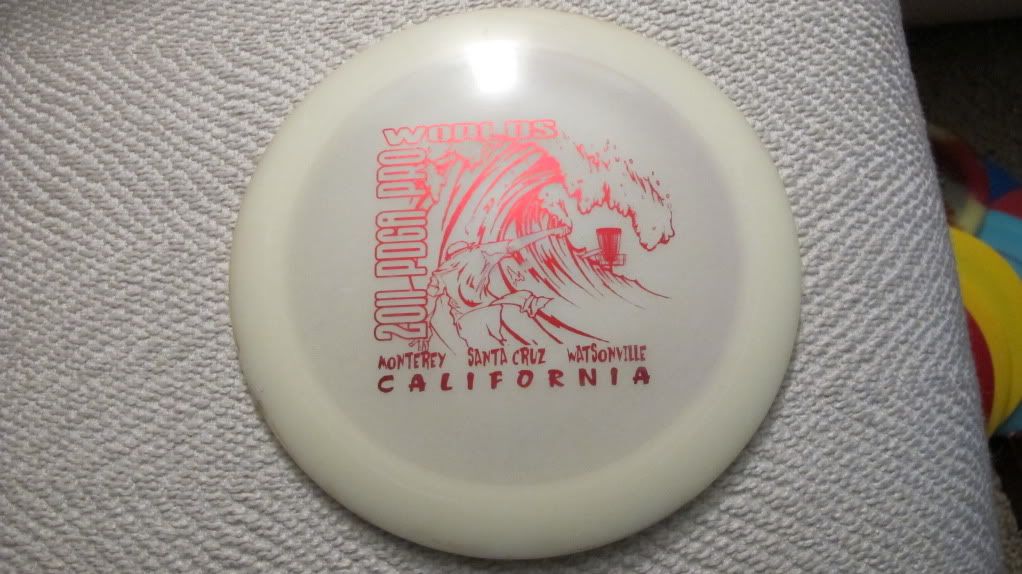 WORLDS
2011 PDGA PRO
MONTEREY SANTA CRUZ WATSONVILLE
CALIFORNIA